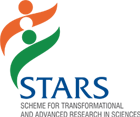 STARS
SCHEME FOR TRANSFORMATIONAL
AND ADVANCED RESEARCH IN SCIENCES